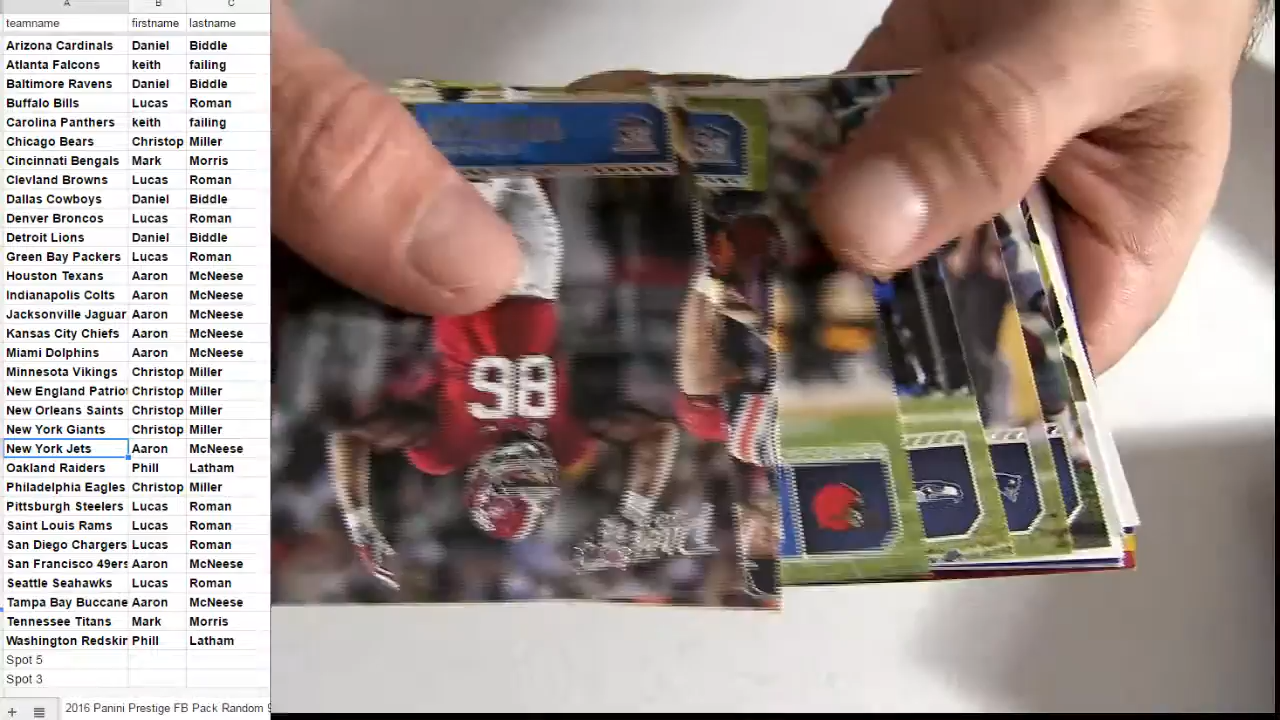 A B C
teamname firstname lastname
Arizona Cardinals Daniel Biddle
Atlanta Falcons keith failing
Baltimore Ravens Daniel Biddle
Buffalo Bills Lucas Roman
Carolina Panthers keith failing
Chicago Bears Christop Miller
Cincinnati Bengals Mark Morris
Clevland Browns Lucas Roman
Dallas Cowboys Daniel Biddle
Denver Broncos Lucas Roman
Detroit Lions Daniel Biddle
Green Bay Packers Lucas Roman
Houston Texans Aaron McNeese
Indianapolis Colts Aaron McNeese
Jacksonville Jaguar Aaron McNeese
Kansas City Chiefs Aaron McNeese
Miami Dolphins Aaron McNeese
Minnesota Vikings Christop Miller
New England Patriot Christop Miller
New Orleans Saints Christop Miller
New York Giants Christop Miller
New York Jets Aaron McNeese
Oakland Raiders Phill Latham
Philadelphia Eagles Christop Miller
Pittsburgh Steelers Lucas Roman
Saint Louis Rams Lucas Roman
San Diego Chargers Lucas Roman
San Francisco 49ers Aaron McNeese
Seattle Seahawks Lucas Roman
Tampa Bay Buccane Aaron McNeese
Tennessee Titans Mark Morris
Washington Redskin Phill Latham
Spot 5
Spot 3
2016 Panini Prestige FB Pack Random 9
98